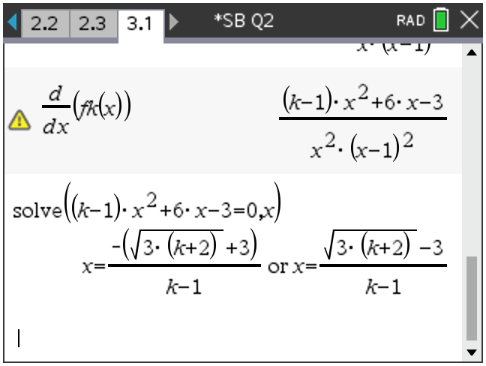 2.2 2.3 3.1 *SB Q2 RAD
x·(x−1)
d/dx(fk(x)) ((k−1)·x²+6·x−3)/(x²·(x−1)²)
solve((k−1)·x²+6·x−3=0,x)
x=(-(√(3·(k+2))+3))/(k−1) or x=(√(3·(k+2))−3)/(k−1)